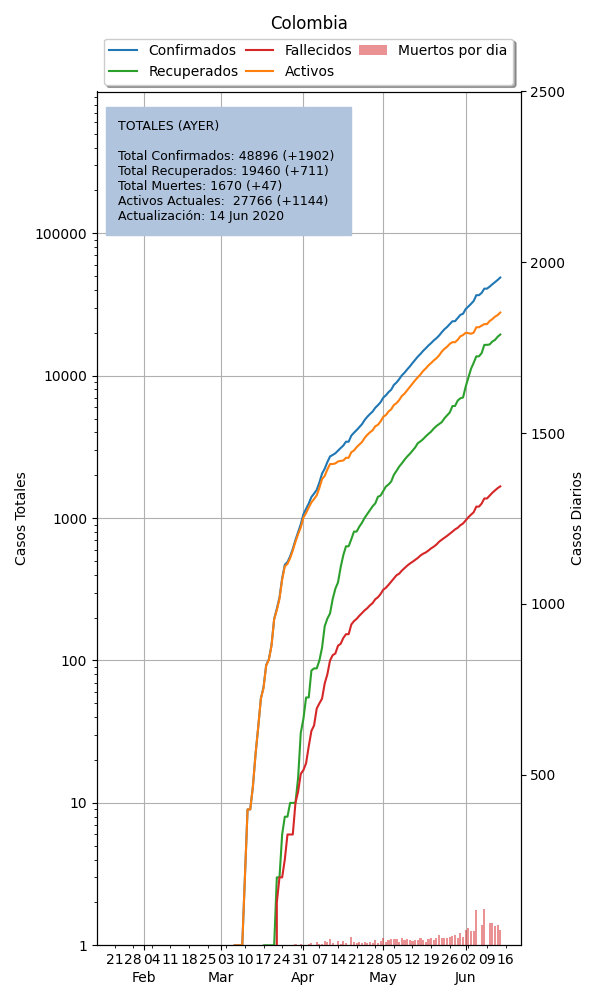 Colombia
Confirmados Fallecidos Muertos por dia
Recuperados Activos
TOTALES (AYER)
Total Confirmados: 48896 (+1902)
Total Recuperados: 19460 (+711)
Total Muertes: 1670 (+47)
Activos Actuales:  27766 (+1144)
Actualización: 14 Jun 2020
100000
10000
1000
100
10
1
Casos Totales
2500
2000
1500
1000
500
Casos Diarios
21 28 04 11 18 25 03 10 17 24 31 07 14 21 28 05 12 19 26 02 09 16
Feb Mar Apr May Jun